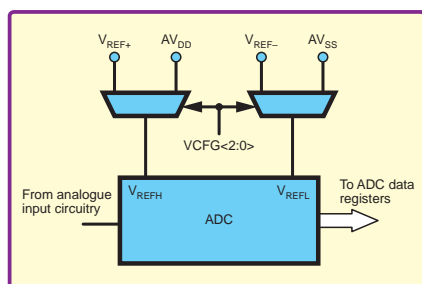 VREF+ AVDD VREF– AVSS
VCFG<2:0>
From analogue
input circuitry
VREFH VREFL
ADC
To ADC data
registers